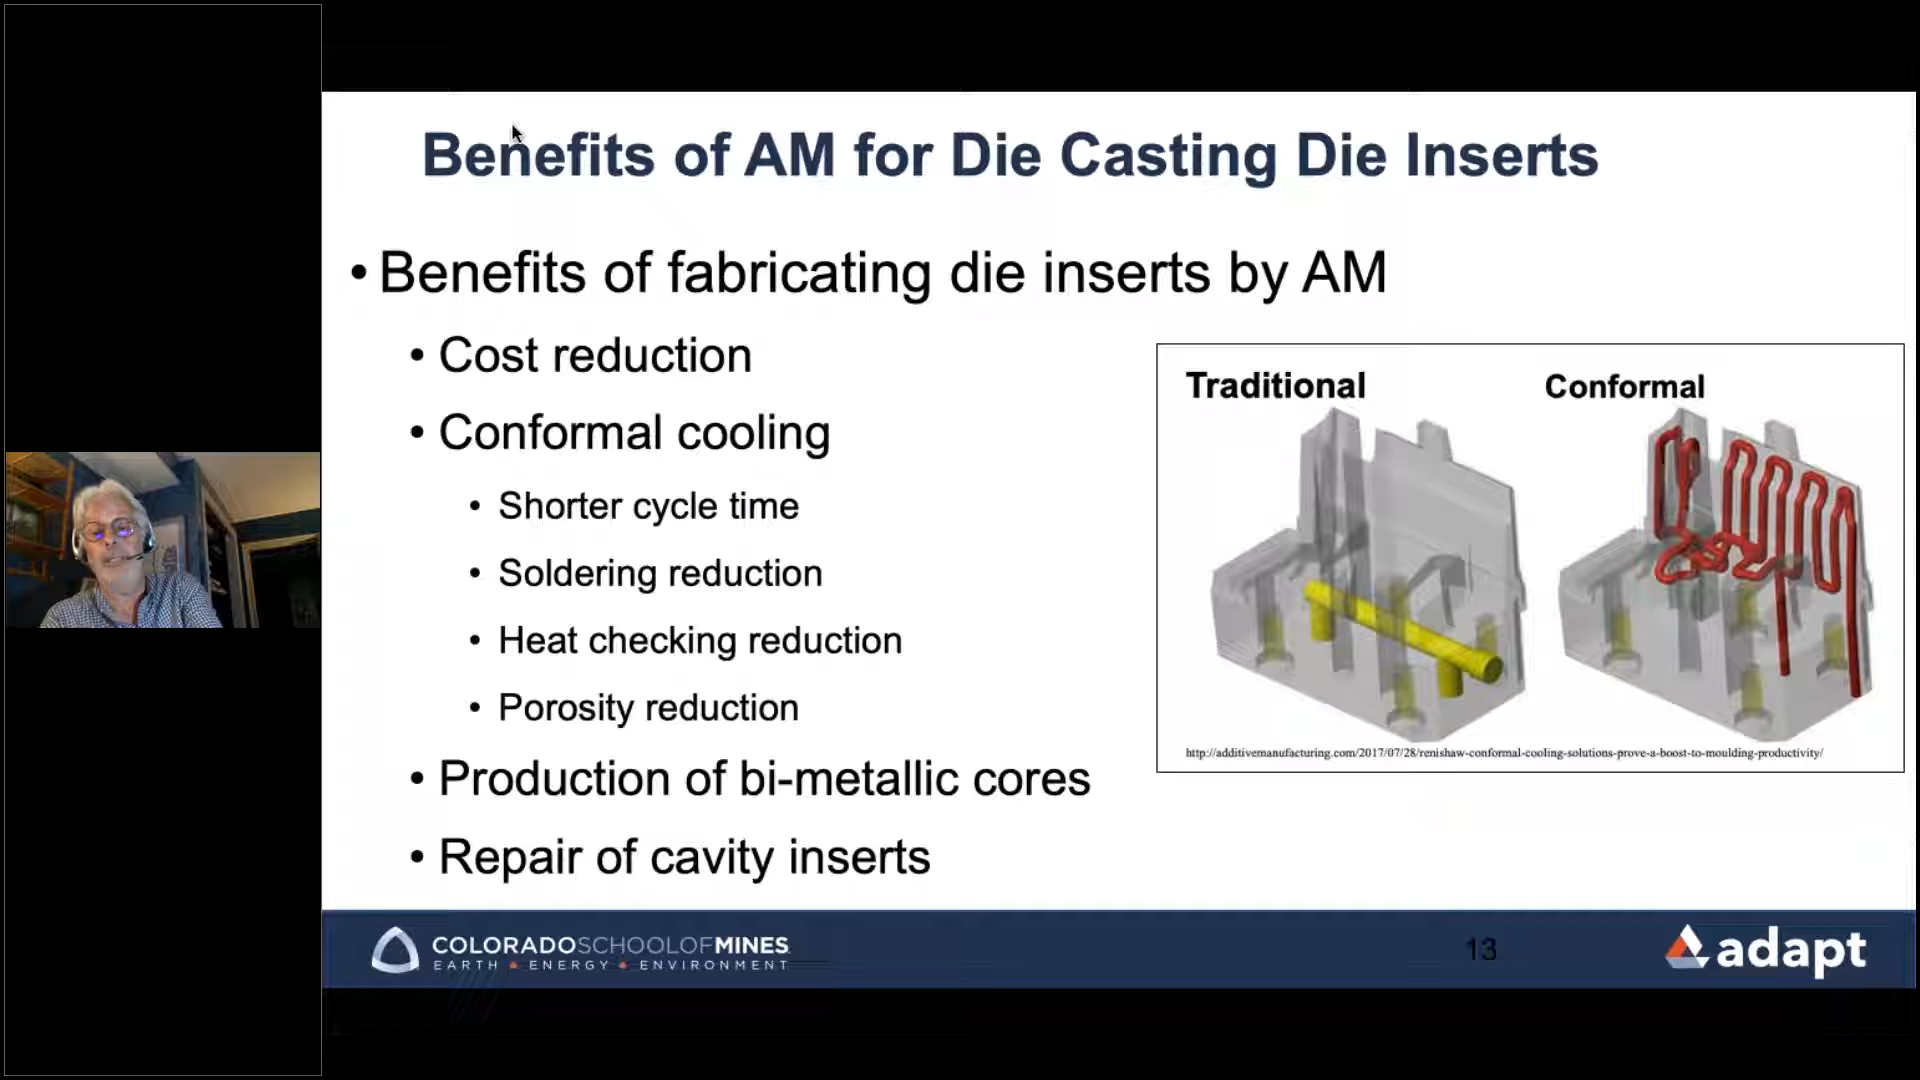 Benefits of AM for Die Casting Die Inserts
• Benefits of fabricating die inserts by AM
• Cost reduction
• Conformal cooling
• Shorter cycle time
• Soldering reduction
• Heat checking reduction
• Porosity reduction
• Production of bi-metallic cores
• Repair of cavity inserts
Traditional
Conformal
http://additivemanufacturing.com/2017/07/28/renishaw-conformal-cooling-solutions-prove-a-boost-to-moulding-productivity/
COLORADOSCHOOLOFMINES
EARTH • ENERGY • ENVIRONMENT
13
adapt